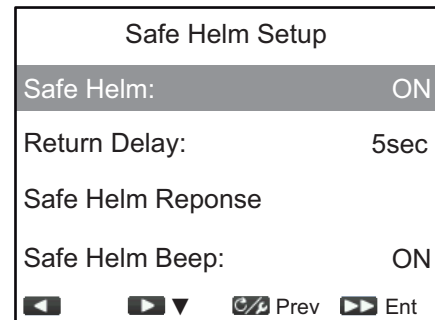 Safe Helm Setup
Safe Helm: ON
Return Delay: 5sec
Safe Helm Reponse
Safe Helm Beep: ON
Prev Ent